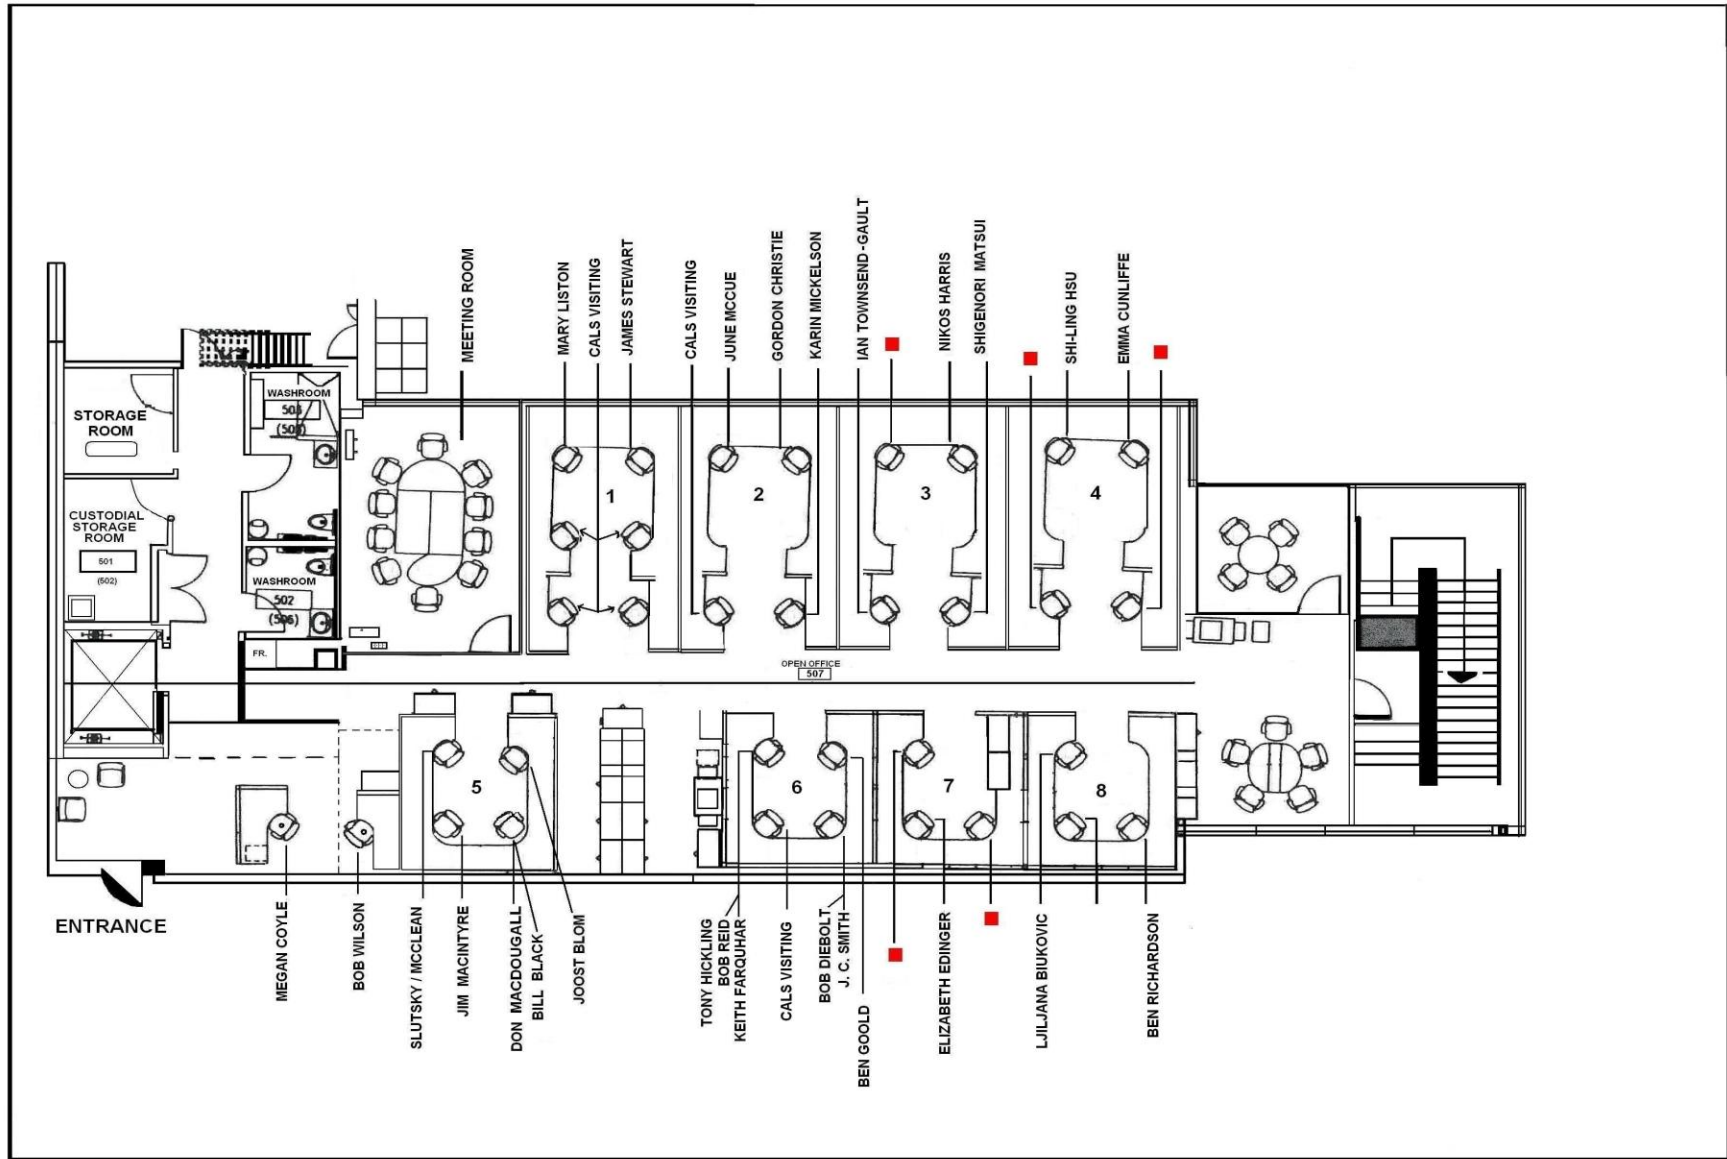 MEETING ROOM
MARY LISTON
CALS VISITING
JAMES STEWART
CALS VISITING
JUNE MCCUE
GORDON CHRISTIE
KARIN MICKELSON
IAN TOWNSEND-GAULT
NIKOS HARRIS
SHIGENORI MATSUI
SHI-LING HSU
EMMA CUNLIFFE
STORAGE
ROOM
WASHROOM
503
CUSTODIAL
STORAGE
ROOM
501
(502)
WASHROOM
502
(506)
FR.
1
2
3
4
OPEN OFFICE
507
5
6
7
8
ENTRANCE
MEGAN COYLE
BOB WILSON
SLUTSKY / MCCLEAN
JIM MACINTYRE
DON MACDOUGALL
BILL BLACK
JOOST BLOM
TONY HICKLING
BOB REID
KEITH FARQUHAR
CALS VISITING
BOB DIEBOLT
J. C. SMITH
BEN GOOLD
ELIZABETH EDINGER
LJILJANA BIUKOVIC
BEN RICHARDSON